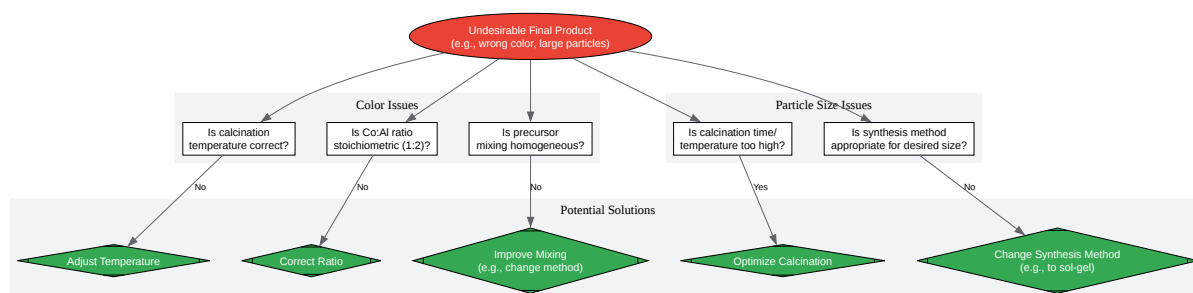 Undesirable Final Product
(e.g., wrong color, large particles)
Color Issues
Particle Size Issues
Is calcination
temperature correct?
Is Co:Al ratio
stoichiometric (1:2)?
Is precursor
mixing homogeneous?
Is calcination time/
temperature too high?
Is synthesis method
appropriate for desired size?
No
No
No
Yes
No
Potential Solutions
Adjust Temperature
Correct Ratio
Improve Mixing
(e.g., change method)
Optimize Calcination
Change Synthesis Method
(e.g., to sol-gel)